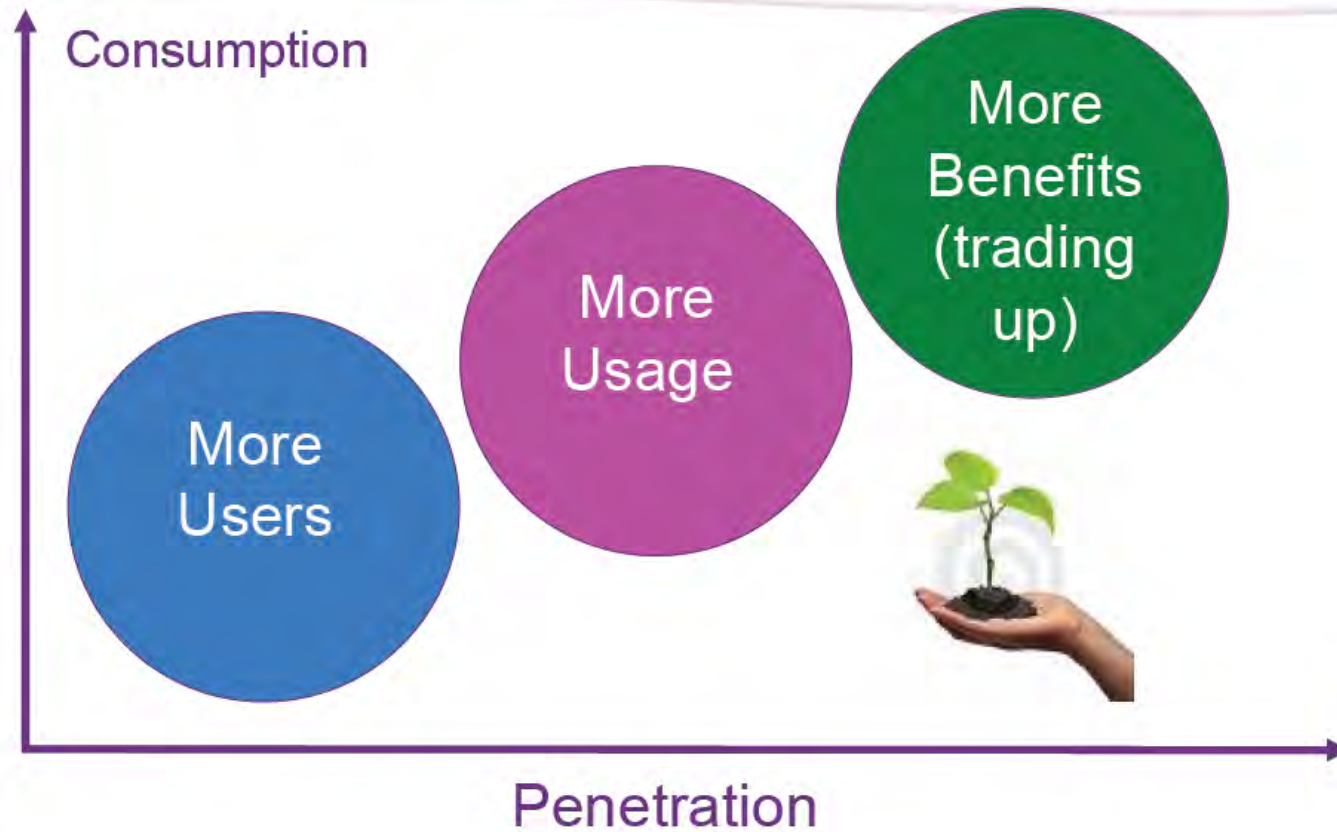 Consumption
More
Users
More
Usage
More
Benefits
(trading
up)
Penetration